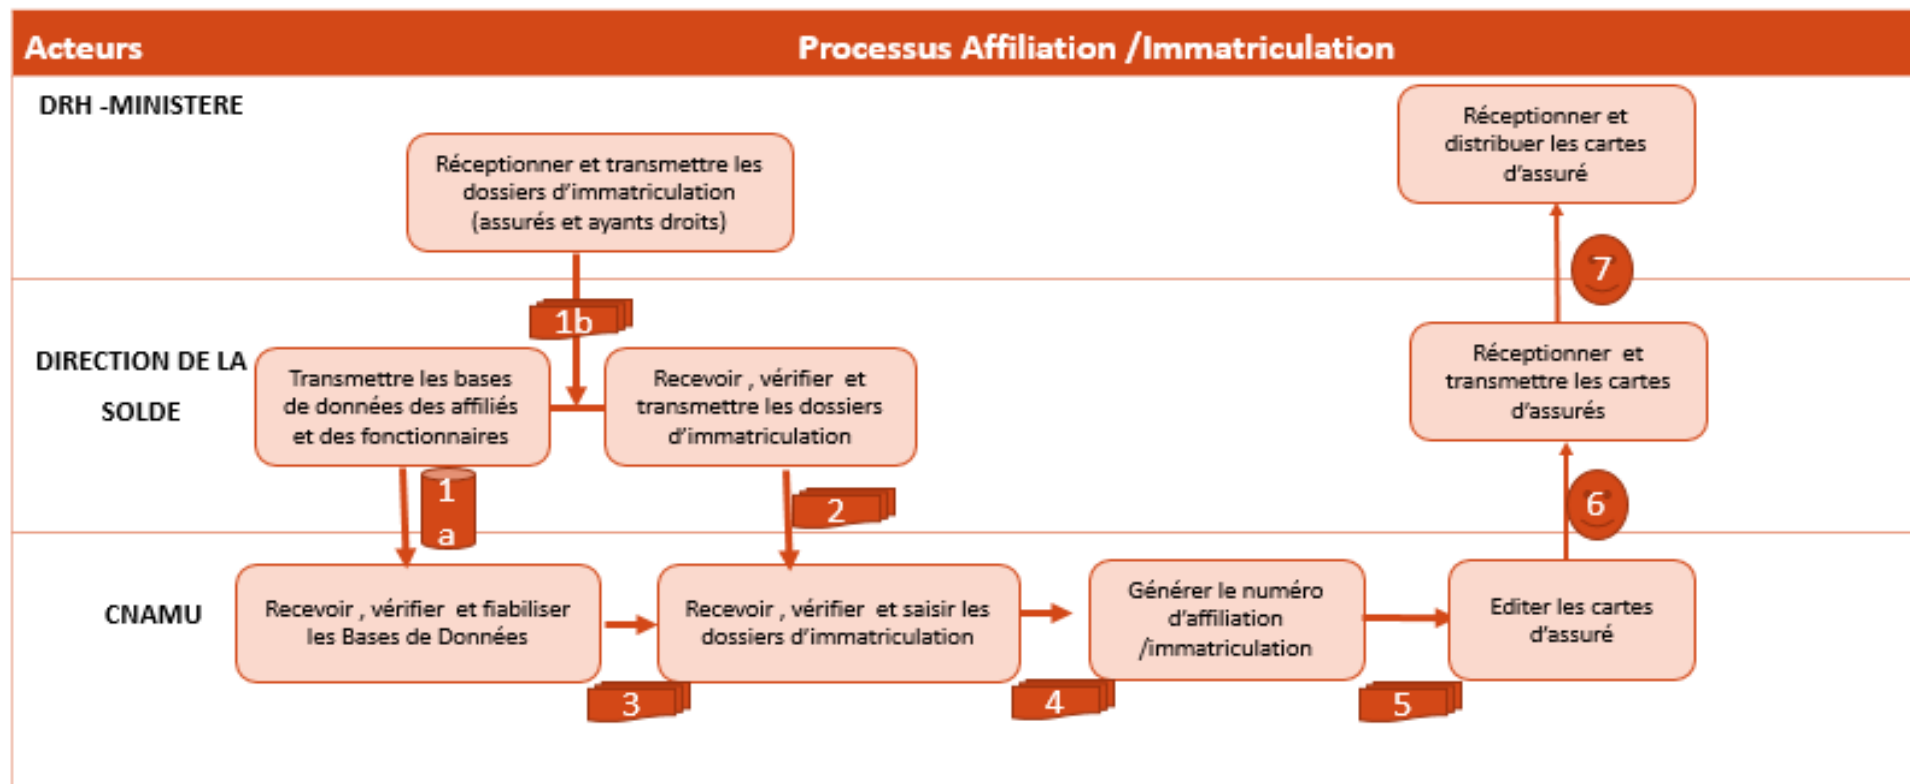 Acteurs
Processus Affiliation /Immatriculation
DRH -MINISTERE
Réceptionner et transmettre les
dossiers d'immatriculation
(assurés et ayants droits)
Réceptionner et
distribuer les cartes
d'assuré
7
1b
DIRECTION DE LA
SOLDE
Transmettre les bases
de données des affiliés
et des fonctionnaires
Recevoir , vérifier et
transmettre les dossiers
d'immatriculation
Réceptionner et
transmettre les cartes
d'assurés
1
a
2
6
CNAMU
Recevoir , vérifier et fiabiliser
les Bases de Données
Recevoir , vérifier et saisir les
dossiers d'immatriculation
Générer le numéro
d'affiliation
/immatriculation
Editer les cartes
d'assuré
3
4
5